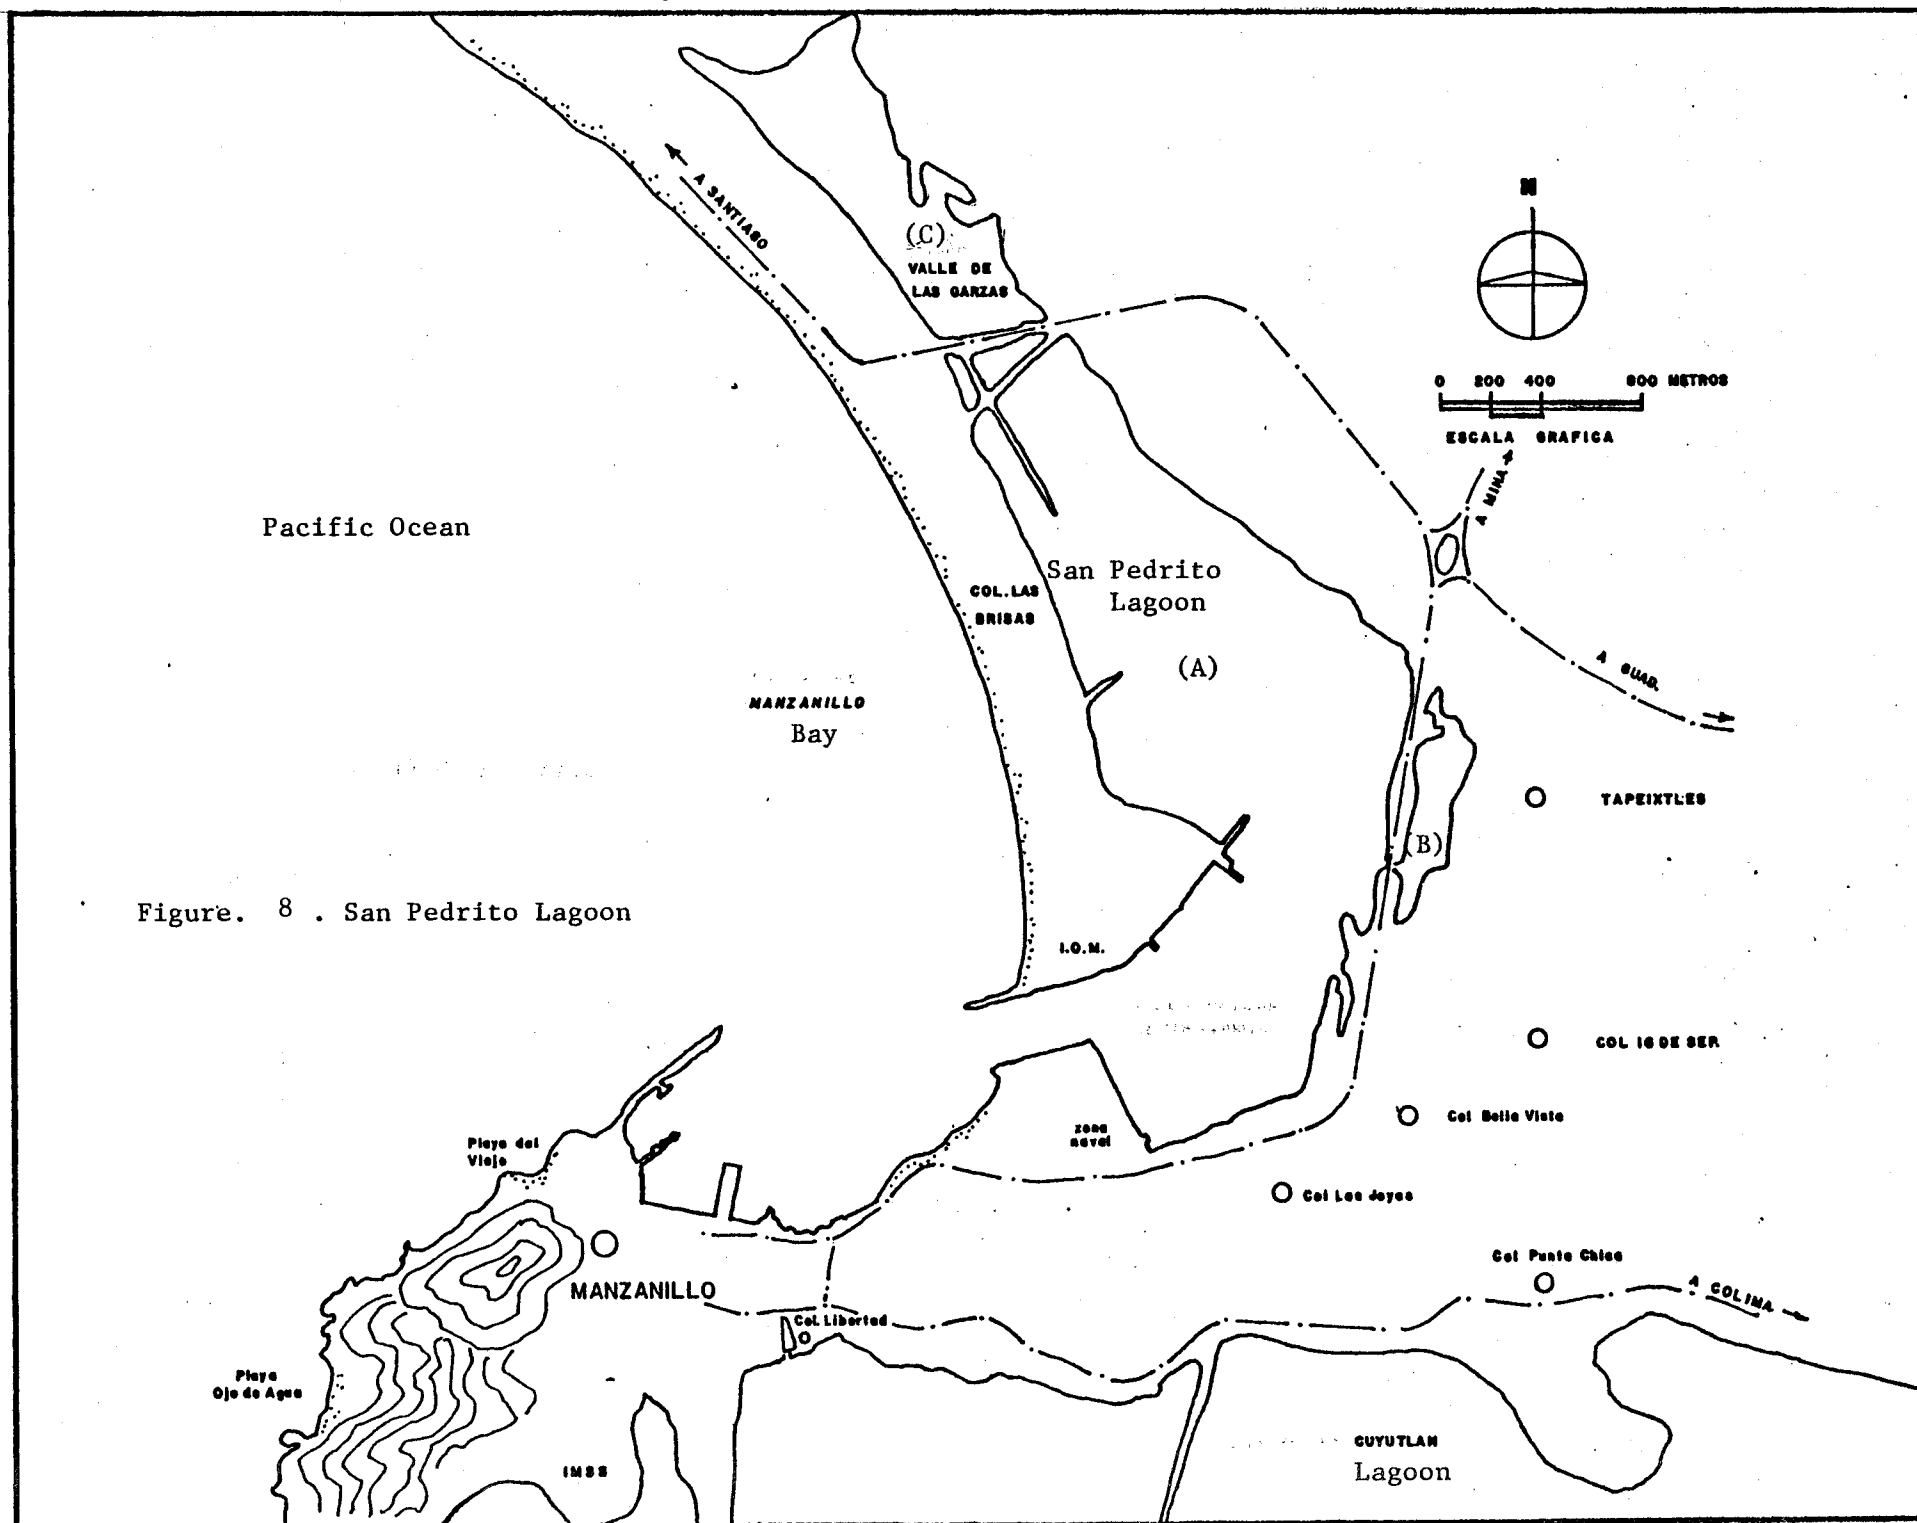 A SANTIAGO
(C)
VALLE DE
LAS GARZAS
N
0 200 400 800 METROS
ESCALA GRAFICA
A MINA
Pacific Ocean
San Pedrito
Lagoon
COL. LAS
BRISAS
(A)
A GUAD.
MANZANILLO
Bay
TAPEIXTLES
(B)
Figure. 8 . San Pedrito Lagoon
I.O.M.
COL 16 DE SEP.
Col Bella Vista
zona
naval
Playa del
Viejo
Col Las Joyas
Col Punta Chica
MANZANILLO
A COLIMA
Col. Libertad
Playa
Ojo de Agua
CUYUTLAN
Lagoon
IMSS